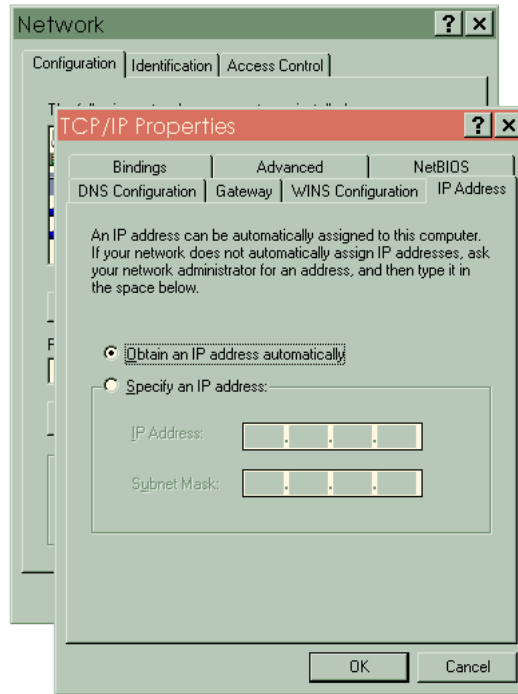 Network
Configuration Identification Access Control
TCP/IP Properties
Bindings Advanced NetBIOS
DNS Configuration Gateway WINS Configuration IP Address
An IP address can be automatically assigned to this computer.
If your network does not automatically assign IP addresses, ask
your network administrator for an address, and then type it in
the space below.
Obtain an IP address automatically
Specify an IP address:
IP Address:
Subnet Mask:
OK Cancel